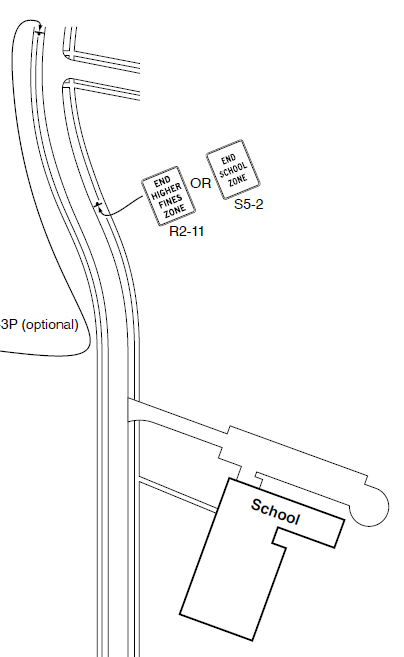 END
HIGHER
FINES
ZONE
OR
END
SCHOOL
ZONE
S5-2
R2-11
-3P (optional)
School